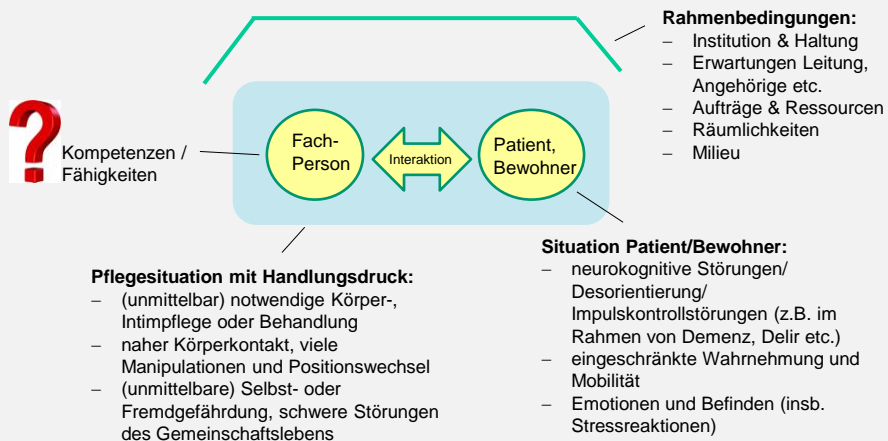 Rahmenbedingungen:
– Institution & Haltung
– Erwartungen Leitung,
Angehörige etc.
– Aufträge & Ressourcen
– Räumlichkeiten
– Milieu
?
Kompetenzen /
Fähigkeiten
Fach-
Person
Interaktion
Patient,
Bewohner
Pflegesituation mit Handlungsdruck:
– (unmittelbar) notwendige Körper-,
Intimpflege oder Behandlung
– naher Körperkontakt, viele
Manipulationen und Positionswechsel
– (unmittelbare) Selbst- oder
Fremdgefährdung, schwere Störungen
des Gemeinschaftslebens
Situation Patient/Bewohner:
– neurokognitive Störungen/
Desorientierung/
Impulskontrollstörungen (z.B. im
Rahmen von Demenz, Delir etc.)
– eingeschränkte Wahrnehmung und
Mobilität
– Emotionen und Befinden (insb.
Stressreaktionen)